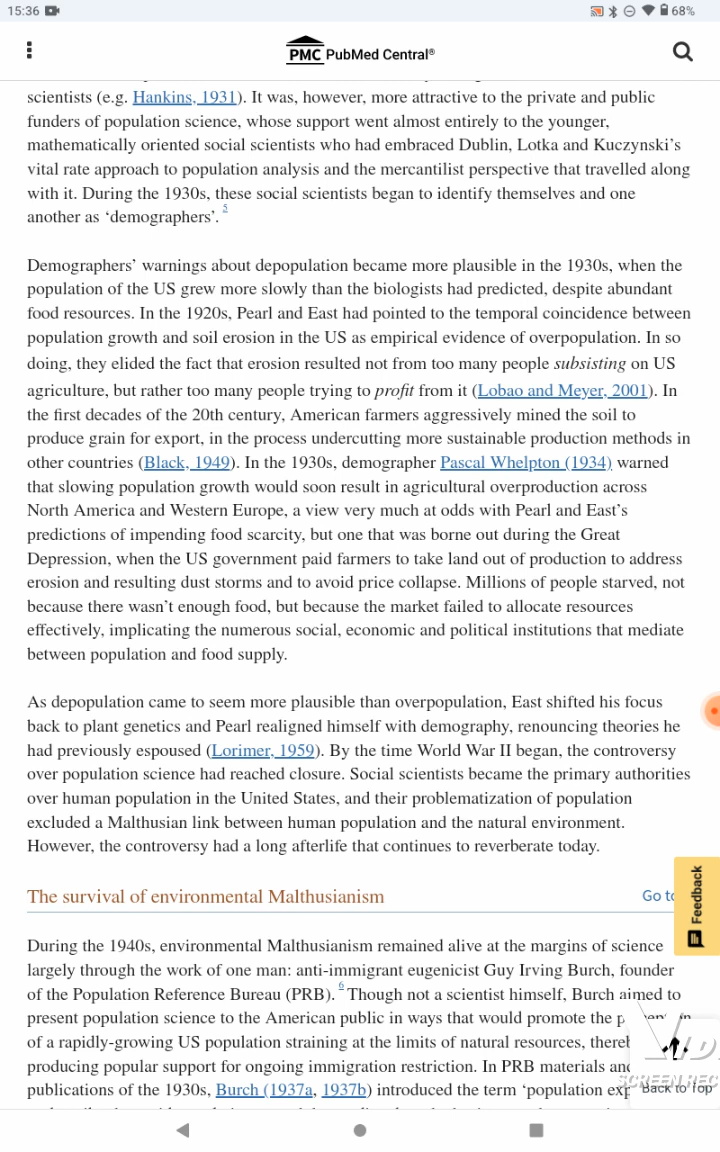 15:36
68%
PMC PubMed Central®
scientists (e.g. Hankins, 1931). It was, however, more attractive to the private and public
funders of population science, whose support went almost entirely to the younger,
mathematically oriented social scientists who had embraced Dublin, Lotka and Kuczynski's
vital rate approach to population analysis and the mercantilist perspective that travelled along
with it. During the 1930s, these social scientists began to identify themselves and one
another as ‘demographers’. 5
Demographers’ warnings about depopulation became more plausible in the 1930s, when the
population of the US grew more slowly than the biologists had predicted, despite abundant
food resources. In the 1920s, Pearl and East had pointed to the temporal coincidence between
population growth and soil erosion in the US as empirical evidence of overpopulation. In so
doing, they elided the fact that erosion resulted not from too many people subsisting on US
agriculture, but rather too many people trying to profit from it (Lobao and Meyer, 2001). In
the first decades of the 20th century, American farmers aggressively mined the soil to
produce grain for export, in the process undercutting more sustainable production methods in
other countries (Black, 1949). In the 1930s, demographer Pascal Whelpton (1934) warned
that slowing population growth would soon result in agricultural overproduction across
North America and Western Europe, a view very much at odds with Pearl and East’s
predictions of impending food scarcity, but one that was borne out during the Great
Depression, when the US government paid farmers to take land out of production to address
erosion and resulting dust storms and to avoid price collapse. Millions of people starved, not
because there wasn’t enough food, but because the market failed to allocate resources
effectively, implicating the numerous social, economic and political institutions that mediate
between population and food supply.
As depopulation came to seem more plausible than overpopulation, East shifted his focus
back to plant genetics and Pearl realigned himself with demography, renouncing theories he
had previously espoused (Lorimer, 1959). By the time World War II began, the controversy
over population science had reached closure. Social scientists became the primary authorities
over human population in the United States, and their problematization of population
excluded a Malthusian link between human population and the natural environment.
However, the controversy had a long afterlife that continues to reverberate today.
The survival of environmental Malthusianism
Go to
Feedback
During the 1940s, environmental Malthusianism remained alive at the margins of science
largely through the work of one man: anti-immigrant eugenicist Guy Irving Burch, founder
of the Population Reference Bureau (PRB). 6 Though not a scientist himself, Burch aimed to
present population science to the American public in ways that would promote the
of a rapidly-growing US population straining at the limits of natural resources,
producing popular support for ongoing immigration restriction. In PRB materials and
publications of the 1930s, Burch (1937a, 1937b) introduced the term ‘population
SCREEN REC
Back to Top